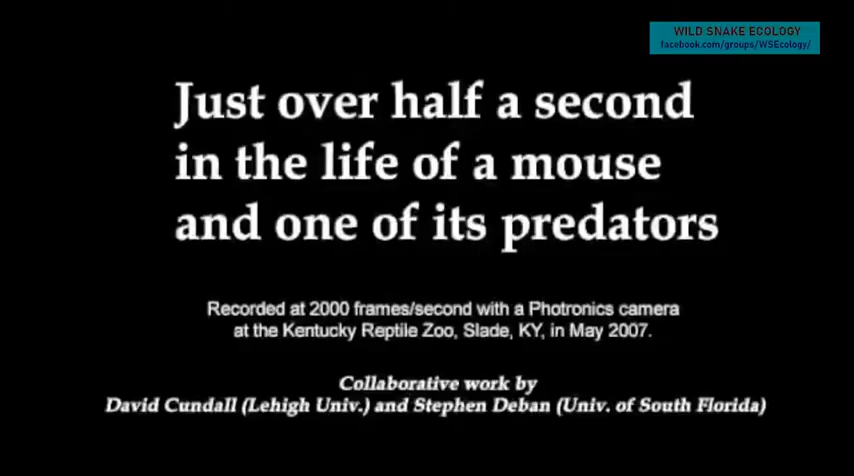 WILD SNAKE ECOLOGY
facebook.com/groups/WSEcology/
Just over half a second
in the life of a mouse
and one of its predators
Recorded at 2000 frames/second with a Photronics camera
at the Kentucky Reptile Zoo, Slade, KY, in May 2007.
Collaborative work by
David Cundall (Lehigh Univ.) and Stephen Deban (Univ. of South Florida)